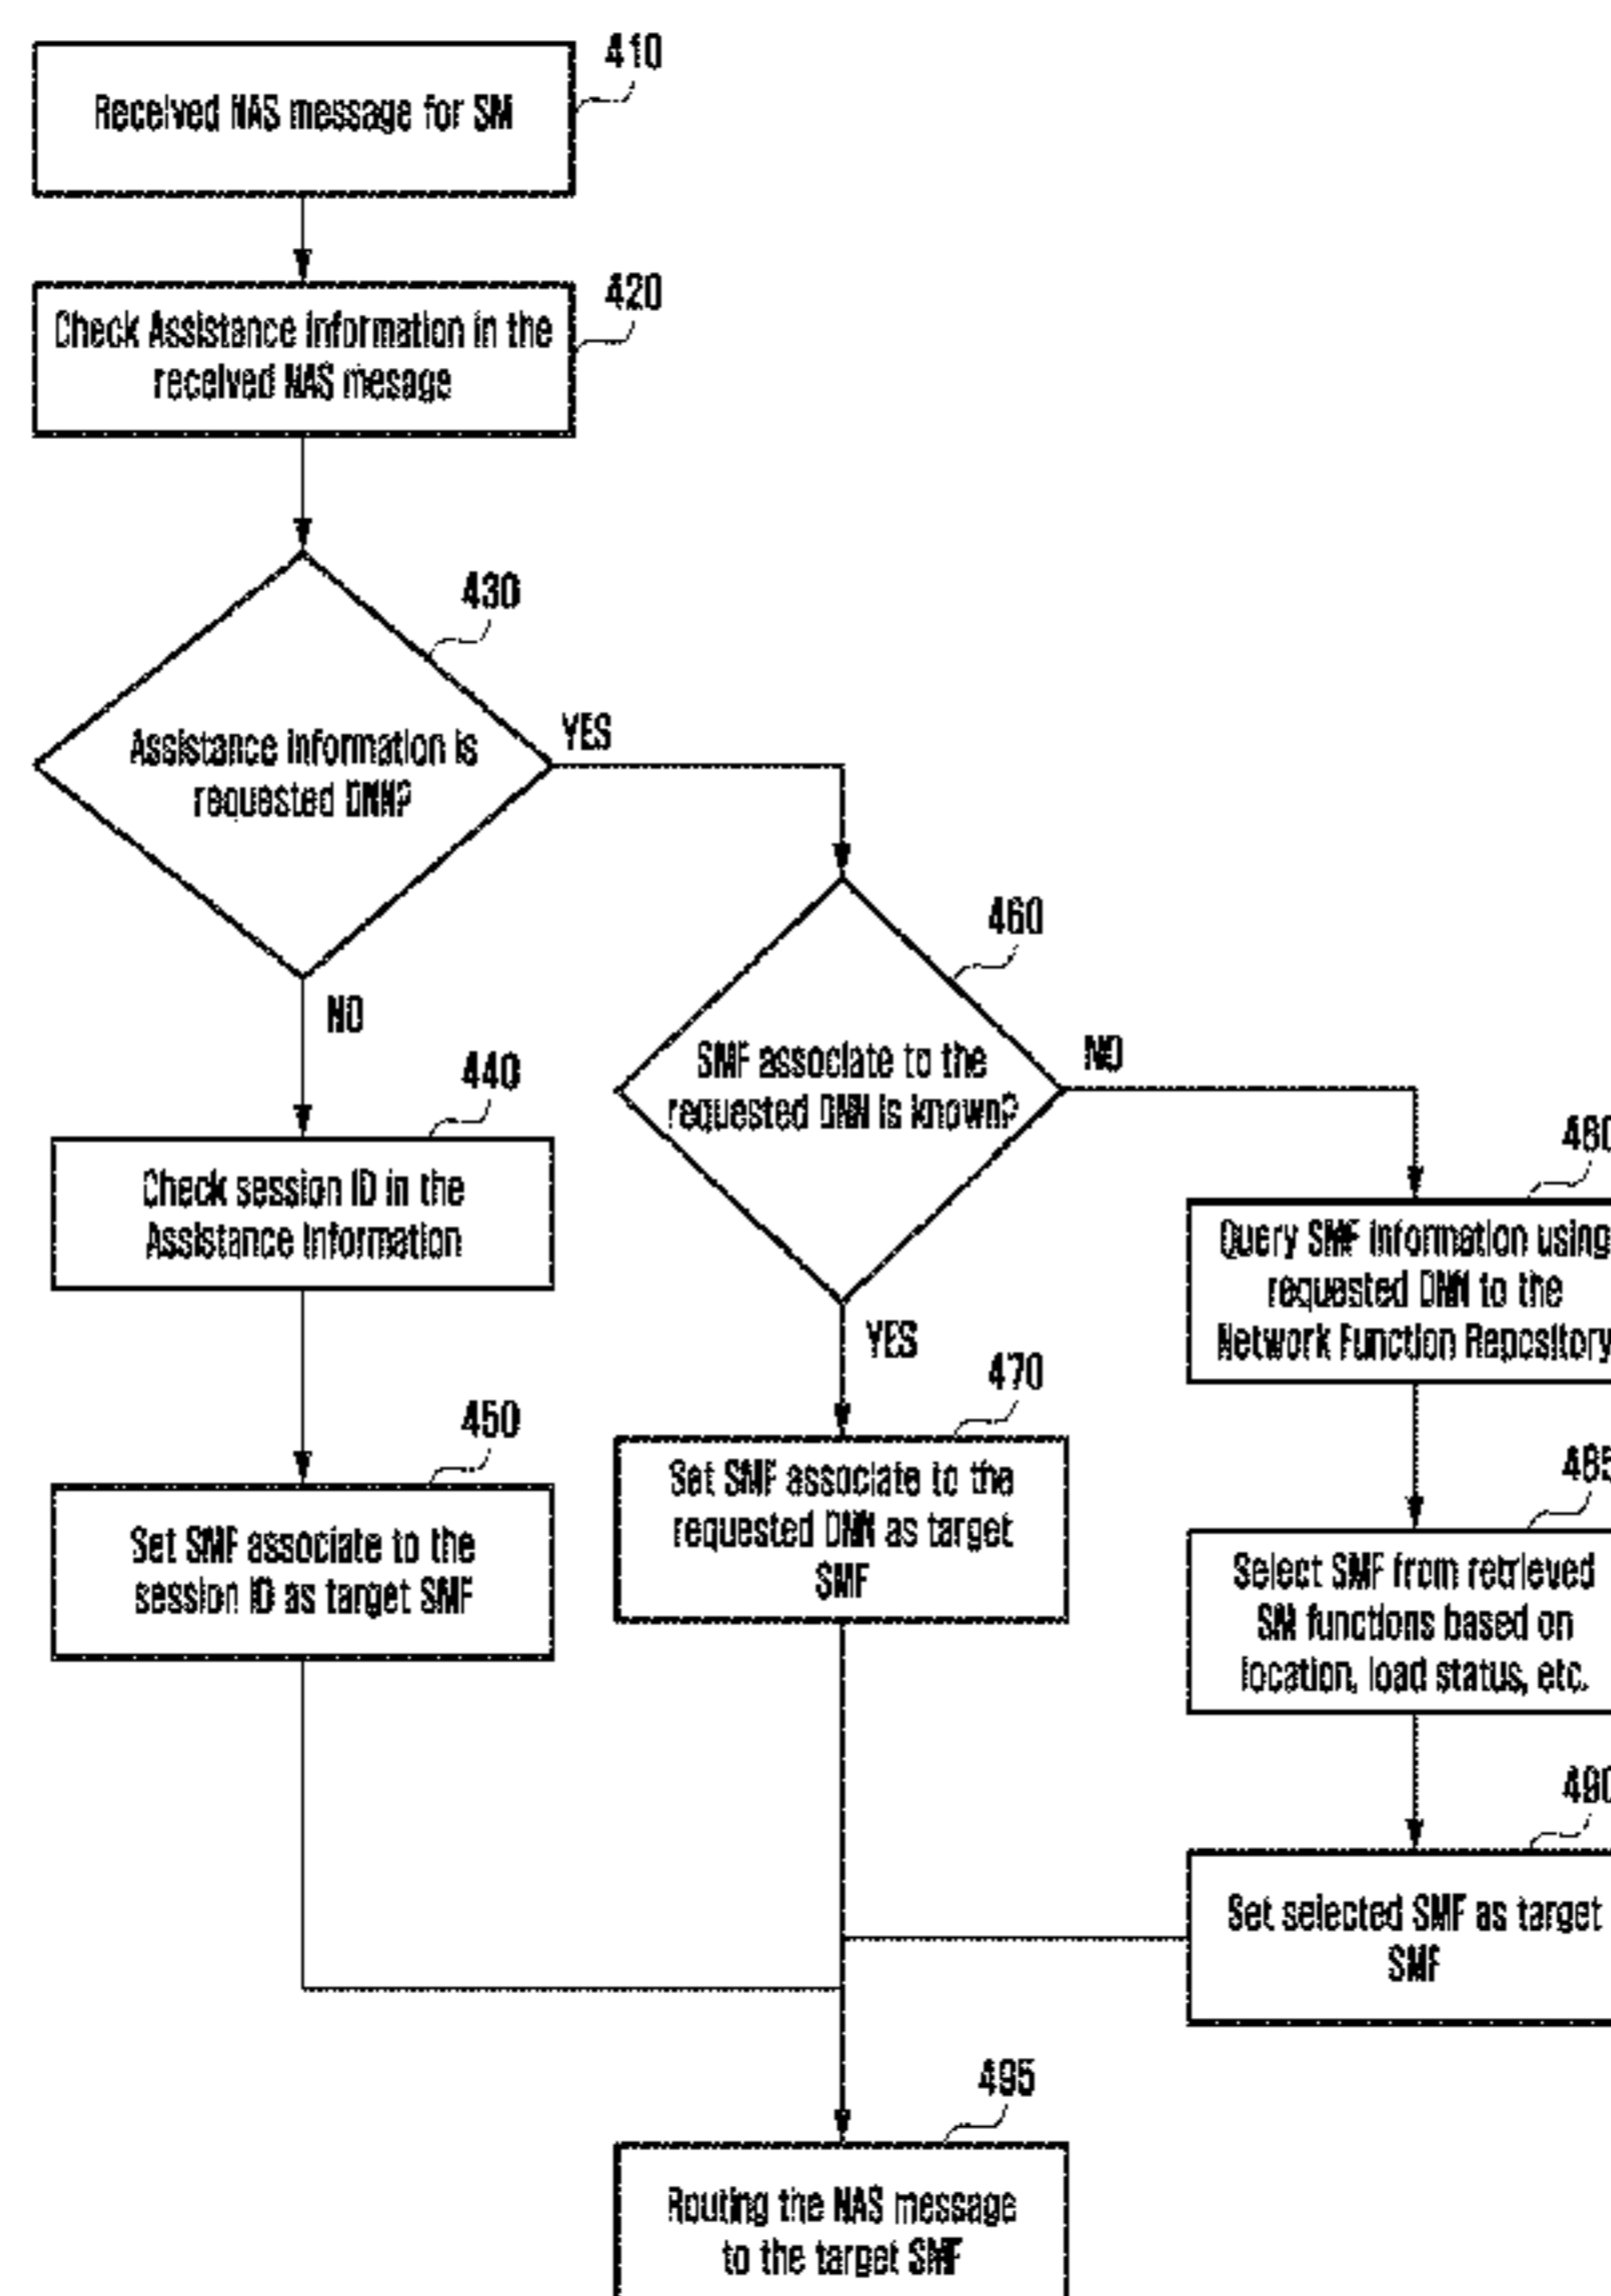 410
Received NAS message for SM
420
Check Assistance information in the
received NAS mesage
430
Assistance information is
requested DNN?
YES
NO
460
SMF associate to the
requested DNN is known?
NO
YES
440
Check session ID in the
Assistance Information
480
Query SMF information using
requested DNN to the
Network Function Repository
470
Set SMF associate to the
requested DNN as target
SMF
450
Set SMF associate to the
session ID as target SMF
485
Select SMF from retrieved
SM functions based on
location, load status, etc.
490
Set selected SMF as target
SMF
495
Routing the NAS message
to the target SMF